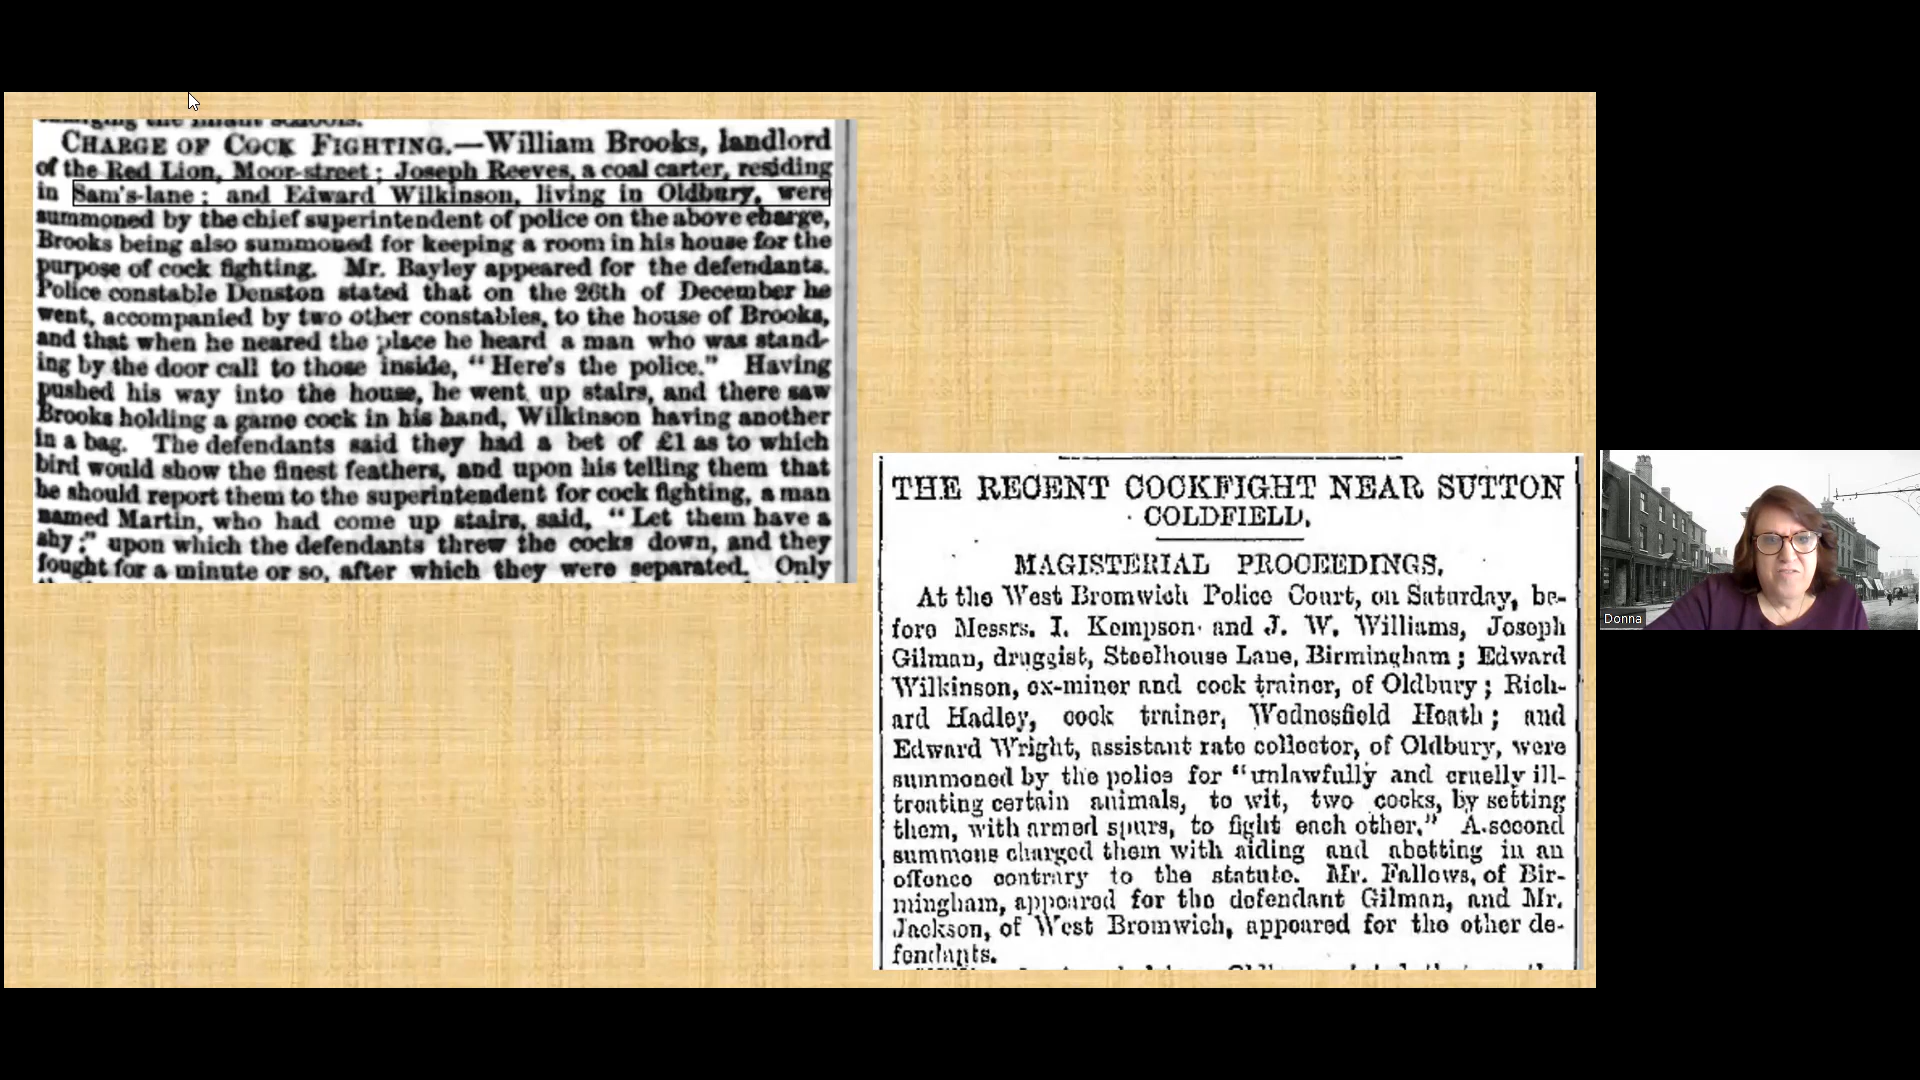 CHARGE OF COCK FIGHTING.—William Brooks, landlord
of the Red Lion, Moor-street; Joseph Reeves, a coal carter, residing
in Sam's-lane; and Edward Wilkinson, living in Oldbury, were
summoned by the chief superintendent of police on the above charge,
Brooks being also summoned for keeping a room in his house for the
purpose of cock fighting. Mr. Bayley appeared for the defendants.
Police constable Denston stated that on the 26th of December he
went, accompanied by two other constables, to the house of Brooks,
and that when he neared the place he heard a man who was stand-
ing by the door call to those inside, "Here's the police." Having
pushed his way into the house, he went up stairs, and there saw
Brooks holding a game cock in his hand, Wilkinson having another
in a bag. The defendants said they had a bet of £1 as to which
bird would show the finest feathers, and upon his telling them that
he should report them to the superintendent for cock fighting, a man
named Martin, who had come up stairs, said, "Let them have a
shy;" upon which the defendants threw the cocks down, and they
fought for a minute or so, after which they were separated. Only
THE RECENT COCKFIGHT NEAR SUTTON
COLDFIELD.
MAGISTERIAL PROCEEDINGS.
At the West Bromwich Police Court, on Saturday, be-
fore Messrs. I. Kempson and J. W. Williams, Joseph
Gilman, druggist, Steelhouse Lane, Birmingham; Edward
Wilkinson, ex-miner and cock trainer, of Oldbury; Rich-
ard Hadley, cock trainer, Wednesfield Heath; and
Edward Wright, assistant rate collector, of Oldbury, were
summoned by the police for "unlawfully and cruelly ill-
treating certain animals, to wit, two cocks, by setting
them, with armed spurs, to fight each other." A second
summons charged them with aiding and abetting in an
offence contrary to the statute. Mr. Fallows, of Bir-
mingham, appeared for the defendant Gilman, and Mr.
Jackson, of West Bromwich, appeared for the other de-
fendants.
Donna